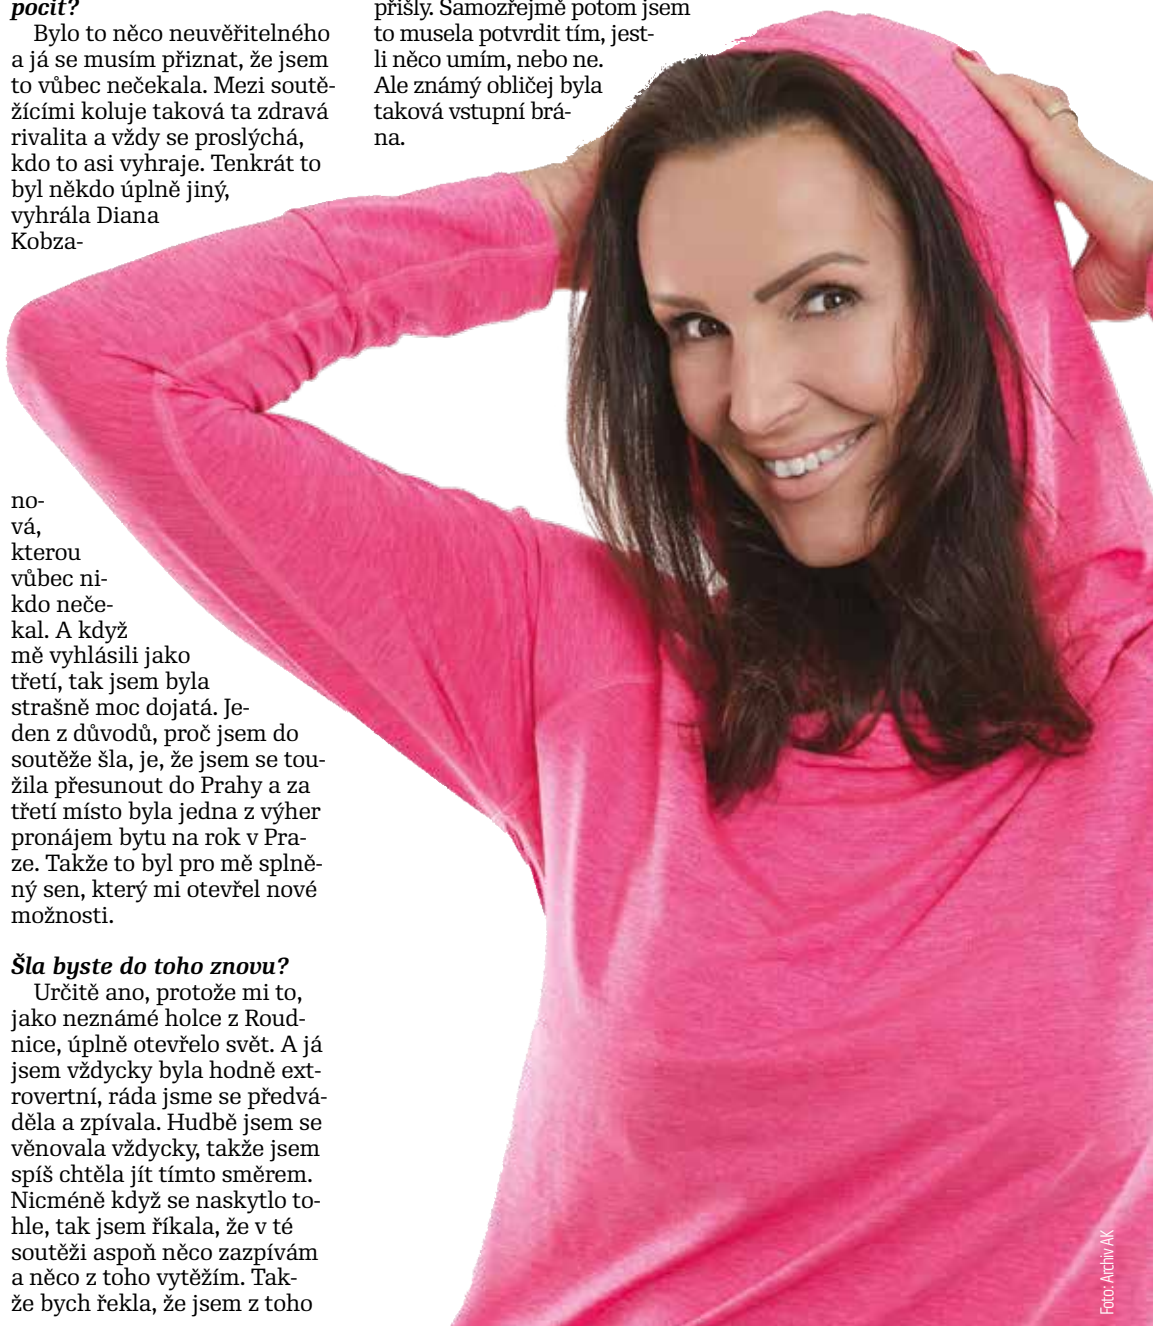 pocit?
Bylo to něco neuvěřitelného
a já se musím přiznat, že jsem
to vůbec nečekala. Mezi soutě-
žícími koluje taková ta zdravá
rivalita a vždy se proslýchá,
kdo to asi vyhraje. Tenkrát to
byl někdo úplně jiný,
vyhrála Diana
Kobza-
no-
vá,
kterou
vůbec ni-
kdo neče-
kal. A když
mě vyhlásili jako
třetí, tak jsem byla
strašně moc dojatá. Je-
den z důvodů, proč jsem do
soutěže šla, je, že jsem se tou-
žila přesunout do Prahy a za
třetí místo byla jedna z výher
pronájem bytu na rok v Pra-
ze. Takže to byl pro mě splně-
ný sen, který mi otevřel nové
možnosti.
Šla byste do toho znovu?
Určitě ano, protože mi to,
jako neznámé holce z Roud-
nice, úplně otevřelo svět. A já
jsem vždycky byla hodně ext-
rovertní, ráda jsme se předvá-
děla a zpívala. Hudbě jsem se
věnovala vždycky, takže jsem
spíš chtěla jít tímto směrem.
Nicméně když se naskytlo to-
hle, tak jsem říkala, že v té
soutěži aspoň něco zazpívám
a něco z toho vytěžím. Tak-
že bych řekla, že jsem z toho
přišly. Samozřejmě potom jsem
to musela potvrdit tím, jest-
li něco umím, nebo ne.
Ale známý obličej byla
taková vstupní brá-
na.
Foto: Archiv AK